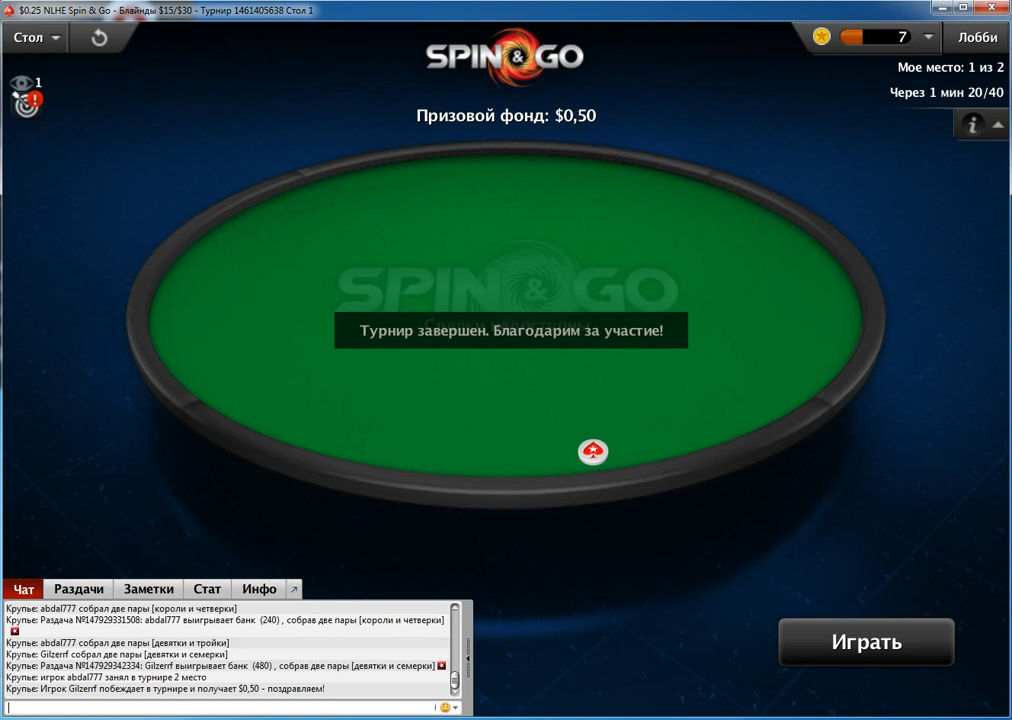 $0.25 NLHE Spin & Go - Блайнды $15/$30 - Турнир 1461405638 Стол 1
Стол
7
Лобби
SPIN & GO
Мое место: 1 из 2
1
Через 1 мин 20/40
Призовой фонд: $0,50
SPIN & GO
Турнир завершен. Благодарим за участие!
Чат Раздачи Заметки Стат Инфо
Крупье: abdal777 собрал две пары [короли и четверки]
Крупье: Раздача №147929331508: abdal777 выигрывает банк (240) , собрав две пары [короли и четверки]
Крупье: abdal777 собрал две пары [девятки и тройки]
Крупье: Gilzerrf собрал две пары [девятки и семерки]
Крупье: Раздача №147929342334: Gilzerrf выигрывает банк (480) , собрав две пары [девятки и семерки]
Крупье: игрок abdal777 занял в турнире 2 место
Крупье: Игрок Gilzerrf побеждает в турнире и получает $0,50 - поздравляем!
Играть